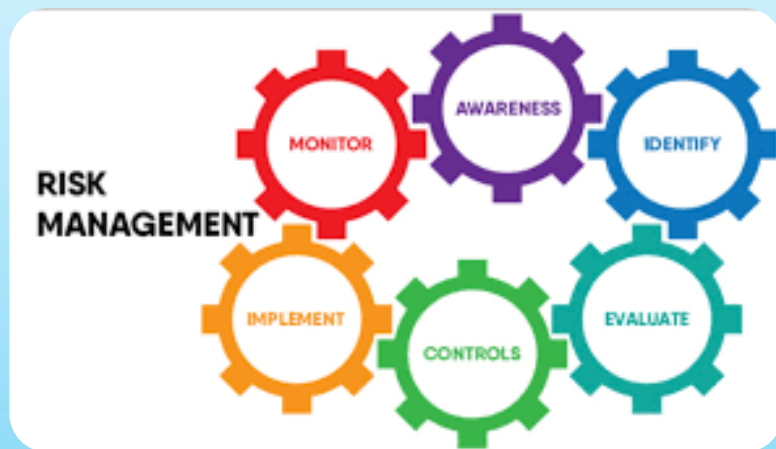 RISK
MANAGEMENT
MONITOR
AWARENESS
IDENTIFY
IMPLEMENT
CONTROLS
EVALUATE